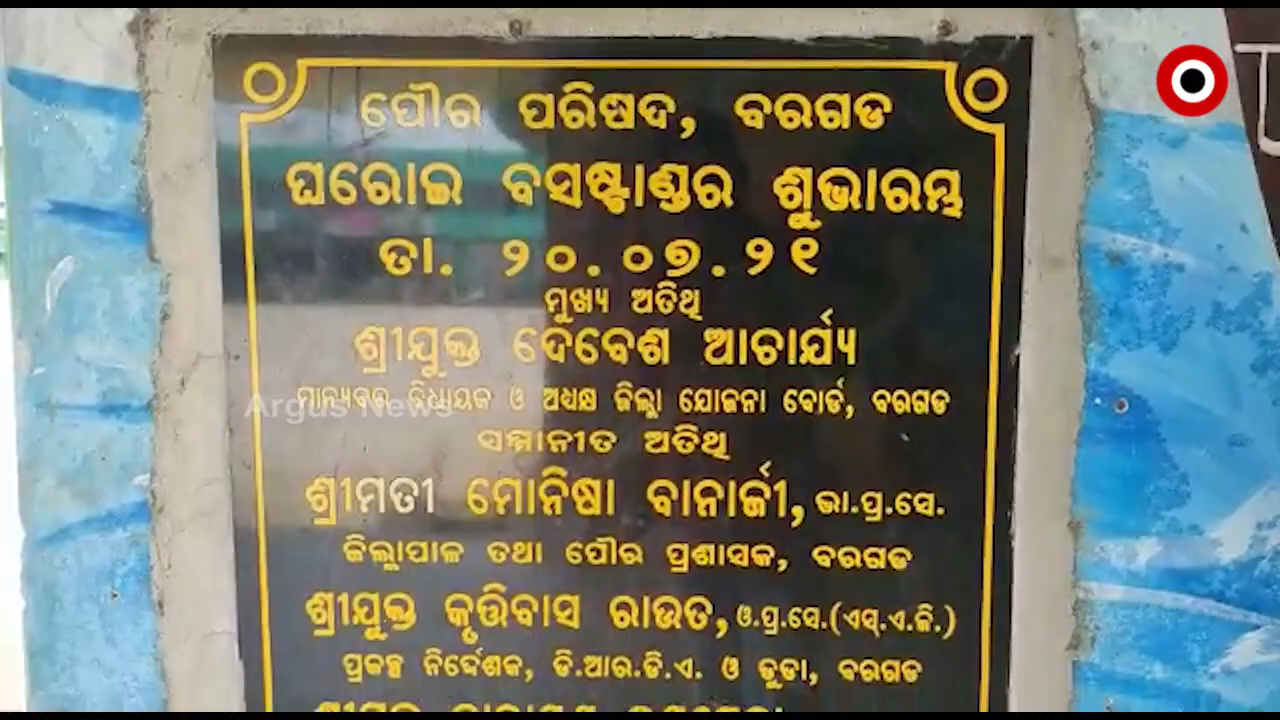 ପୌର ପରିଷଦ, ବରଗଡ
ଘରୋଇ ବସଷ୍ଟାଣ୍ଡର ଶୁଭାରମ୍ଭ
ତା. ୨୦.୦୭.୨୧
ମୁଖ୍ୟ ଅତିଥି
ଶ୍ରୀଯୁକ୍ତ ଦେବେଶ ଆଚାର୍ଯ୍ୟ
ମାନ୍ୟବର ବିଧାୟକ ଓ ଅଧ୍ୟକ୍ଷ ଜିଲ୍ଲା ଯୋଜନା ବୋର୍ଡ, ବରଗଡ
Argus News
ସମ୍ମାନୀତ ଅତିଥି
ଶ୍ରୀମତୀ ମୋନିଷା ବାନାର୍ଜୀ, ଭା.ପ୍ର.ସେ.
ଜିଲ୍ଲାପାଳ ତଥା ପୌର ପ୍ରଶାସକ, ବରଗଡ
ଶ୍ରୀଯୁକ୍ତ କୃତ୍ତିବାସ ରାଉତ, ଓ.ପ୍ର.ସେ.(ଏସ୍.ଏ.ଜି.)
ପ୍ରକଳ୍ପ ନିର୍ଦ୍ଦେଶକ, ଡି.ଆର.ଡି.ଏ. ଓ ଡୁଡା, ବରଗଡ